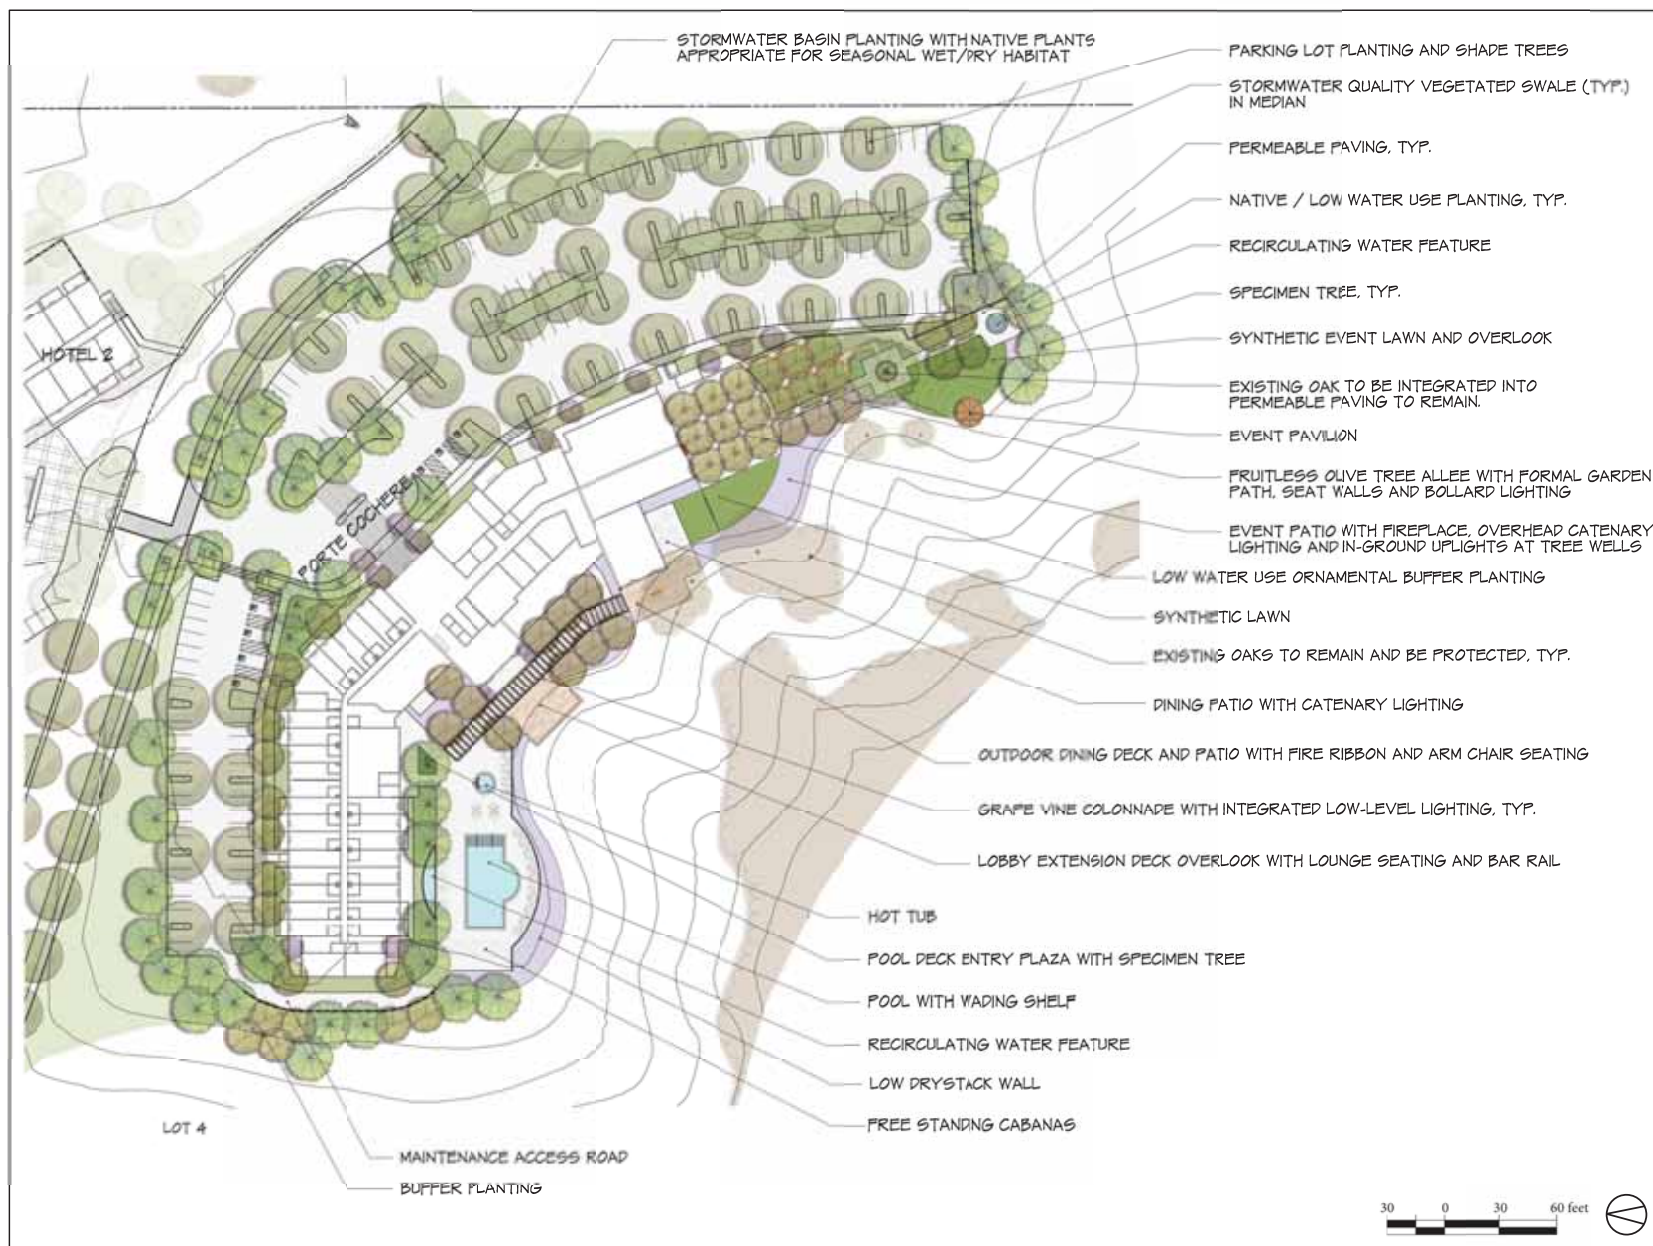 STORMWATER BASIN PLANTING WITH NATIVE PLANTS
APPROPRIATE FOR SEASONAL WET/DRY HABITAT
PARKING LOT PLANTING AND SHADE TREES
STORMWATER QUALITY VEGETATED SWALE (TYP.)
IN MEDIAN
PERMEABLE PAVING, TYP.
NATIVE / LOW WATER USE PLANTING, TYP.
RECIRCULATING WATER FEATURE
SPECIMEN TREE, TYP.
SYNTHETIC EVENT LAWN AND OVERLOOK
EXISTING OAK TO BE INTEGRATED INTO
PERMEABLE PAVING TO REMAIN.
EVENT PAVILION
FRUITLESS OLIVE TREE ALLEE WITH FORMAL GARDEN
PATH, SEAT WALLS AND BOLLARD LIGHTING
EVENT PATIO WITH FIREPLACE, OVERHEAD CATENARY
LIGHTING AND IN-GROUND UPLIGHTS AT TREE WELLS
LOW WATER USE ORNAMENTAL BUFFER PLANTING
SYNTHETIC LAWN
EXISTING OAKS TO REMAIN AND BE PROTECTED, TYP.
DINING PATIO WITH CATENARY LIGHTING
OUTDOOR DINING DECK AND PATIO WITH FIRE RIBBON AND ARM CHAIR SEATING
GRAPE VINE COLONNADE WITH INTEGRATED LOW-LEVEL LIGHTING, TYP.
LOBBY EXTENSION DECK OVERLOOK WITH LOUNGE SEATING AND BAR RAIL
HOT TUB
POOL DECK ENTRY PLAZA WITH SPECIMEN TREE
POOL WITH WADING SHELF
RECIRCULATNG WATER FEATURE
LOW DRYSTACK WALL
FREE STANDNG CABANAS
HOTEL 2
PORTE COCHERE
LOT 4
MAINTENANCE ACCESS ROAD
BUFFER PLANTING
30 0 30 60 feet